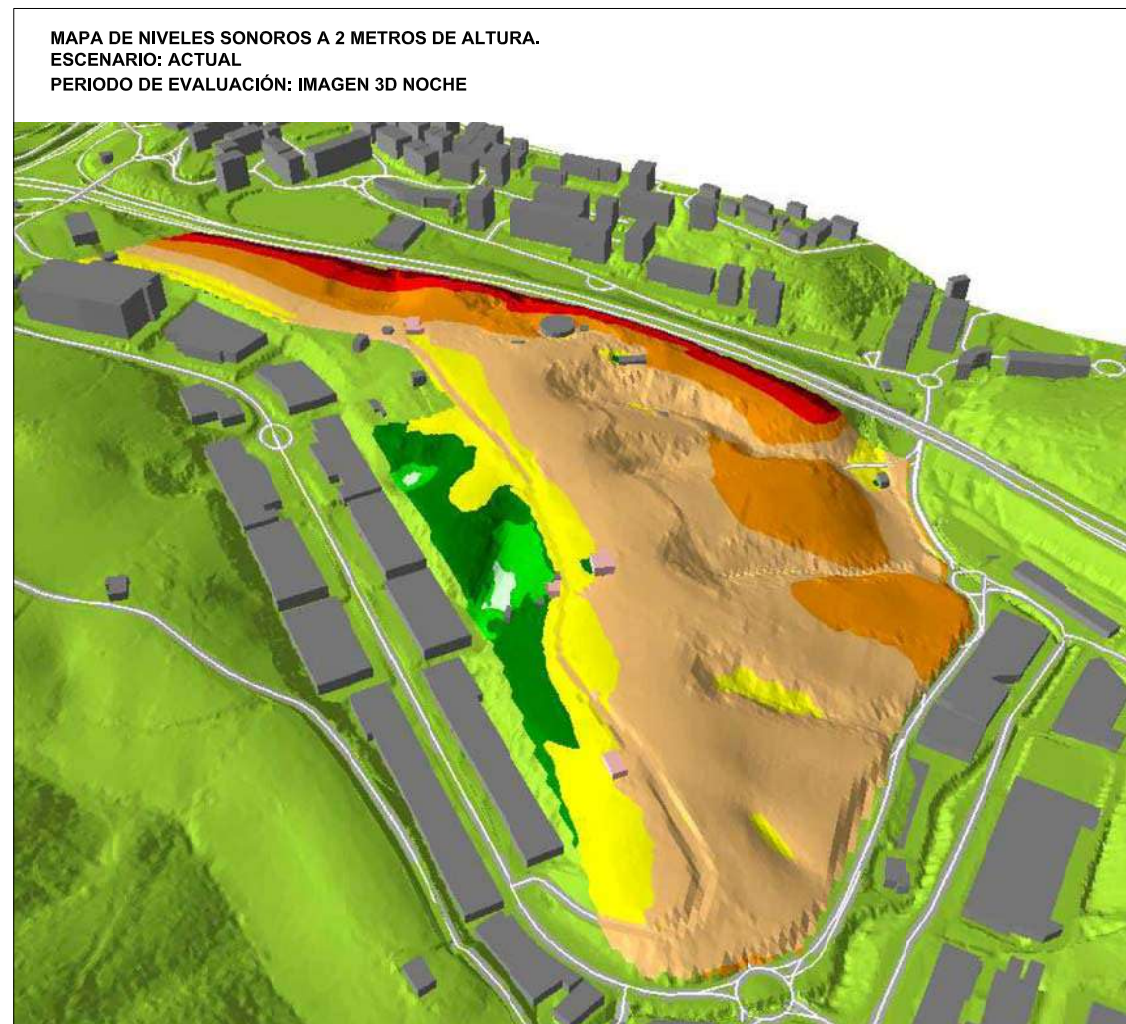 MAPA DE NIVELES SONOROS A 2 METROS DE ALTURA.
ESCENARIO: ACTUAL
PERIODO DE EVALUACIÓN: IMAGEN 3D NOCHE